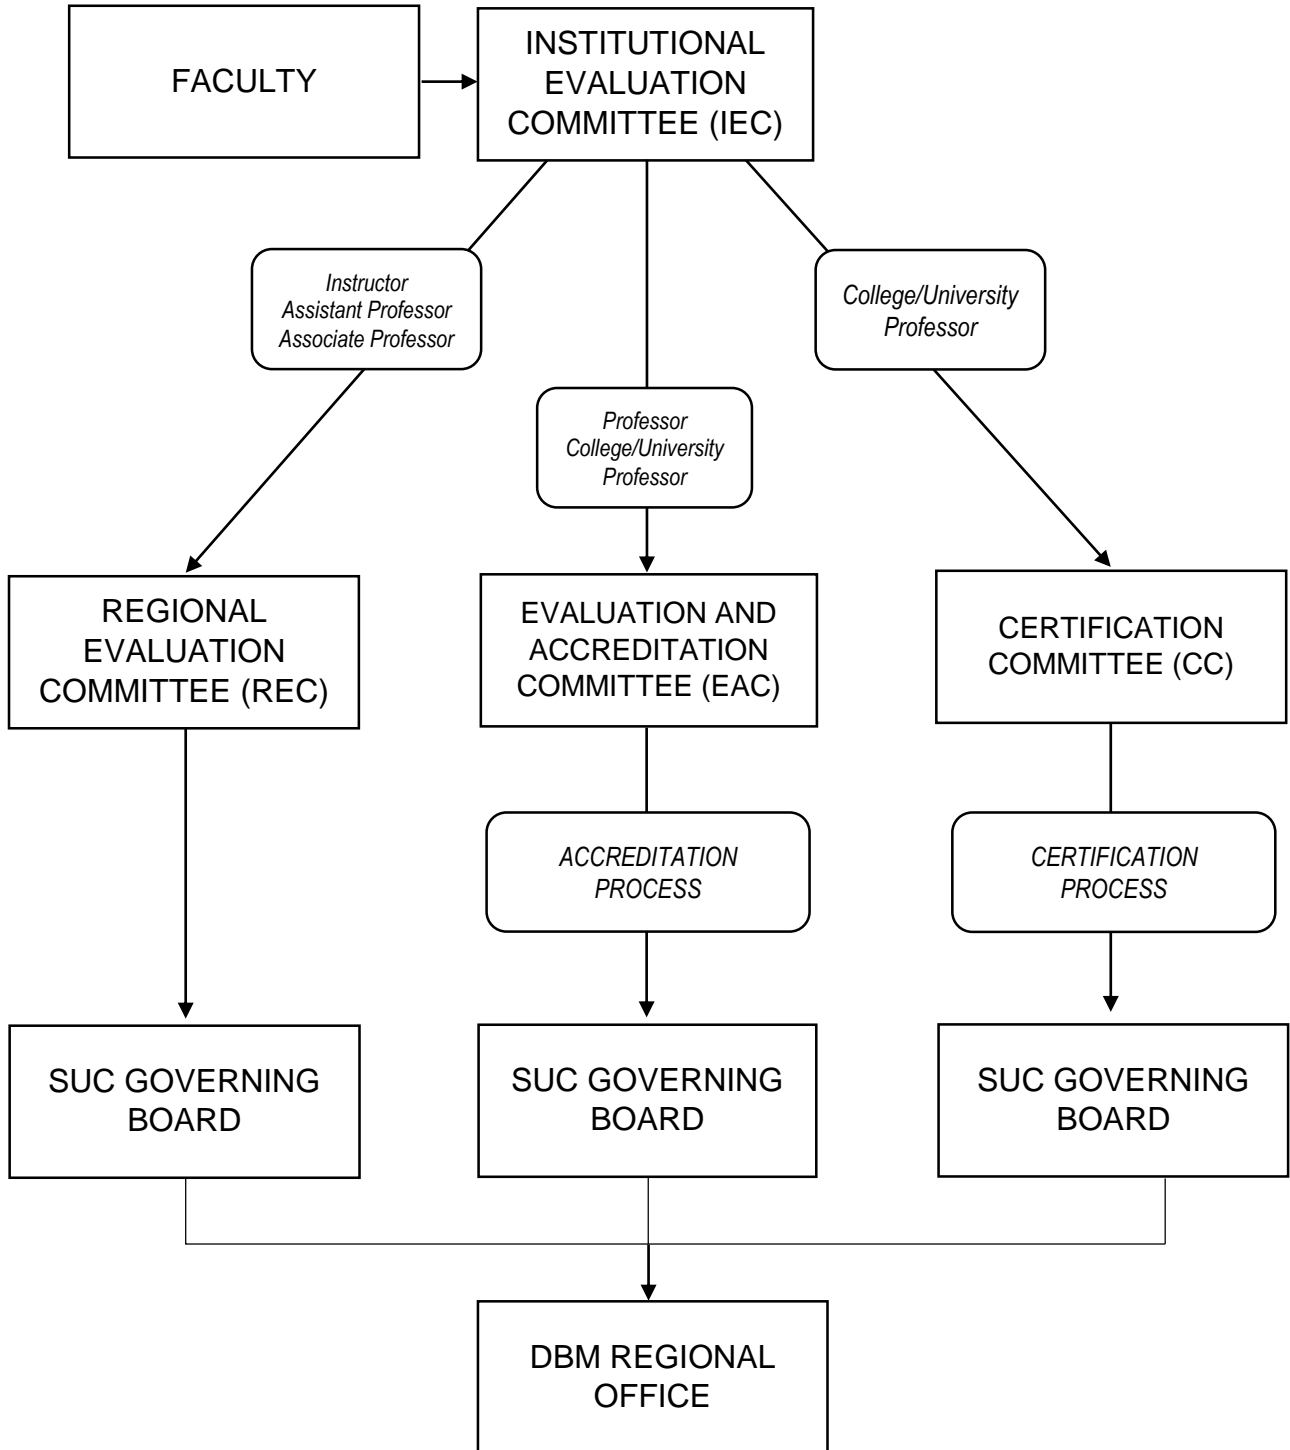 FACULTY
INSTITUTIONAL
EVALUATION
COMMITTEE (IEC)
Instructor
Assistant Professor
Associate Professor
College/University
Professor
Professor
College/University
Professor
REGIONAL
EVALUATION
COMMITTEE (REC)
EVALUATION AND
ACCREDITATION
COMMITTEE (EAC)
CERTIFICATION
COMMITTEE (CC)
ACCREDITATION
PROCESS
CERTIFICATION
PROCESS
SUC GOVERNING
BOARD
SUC GOVERNING
BOARD
SUC GOVERNING
BOARD
DBM REGIONAL
OFFICE